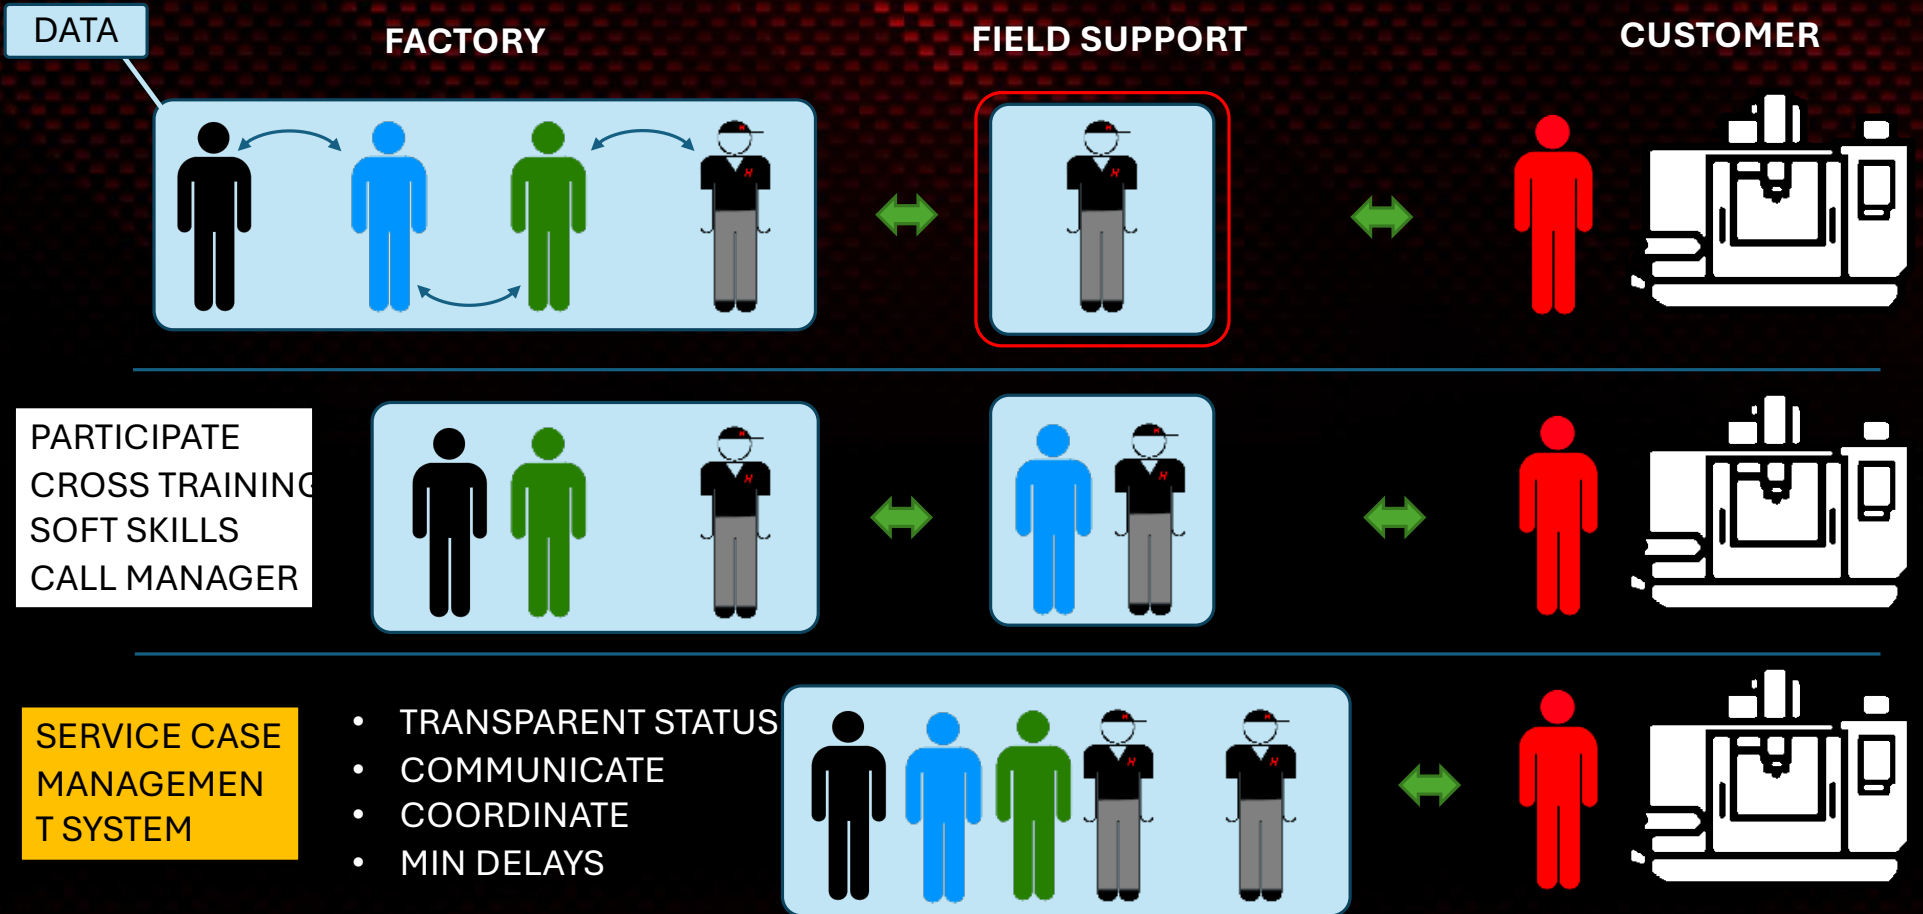 DATA
FACTORY
FIELD SUPPORT
CUSTOMER
PARTICIPATE
CROSS TRAINING
SOFT SKILLS
CALL MANAGER
SERVICE CASE
MANAGEMEN
T SYSTEM
• TRANSPARENT STATUS
• COMMUNICATE
• COORDINATE
• MIN DELAYS